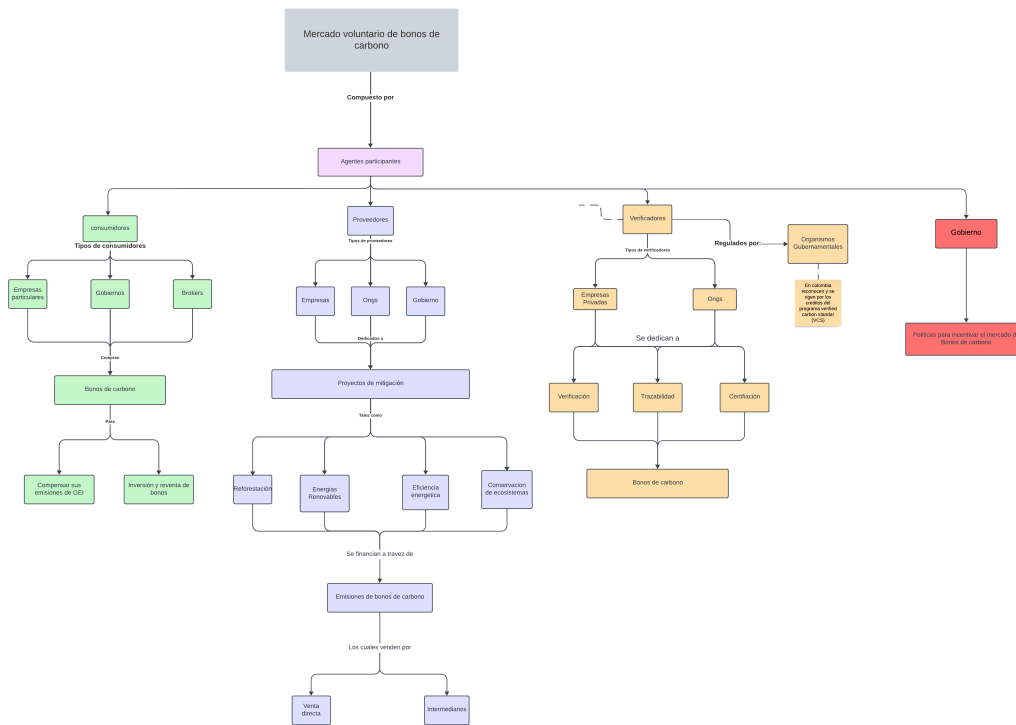 Mercado voluntario de bonos de
carbono
Compuesto por
Agentes participantes
consumidores
Tipos de consumidores
Empresas
particulares
Gobiernos
Brokers
Comprar
Bonos de carbono
Para
Compensar sus
emisiones de GEI
Inversión y reventa de
bonos
Proveedores
Tipos de proveedores
Empresas
Ongs
Gobierno
Dedicados a
Proyectos de mitigación
Tales como
Reforestación
Energias
Renovables
Eficiencia
energetica
Conservacion
de ecosistemas
Se financian a travez de
Emisiones de bonos de carbono
Los cuales venden por
Venta
directa
Intermediarios
Verificadores
Tipos de verificadores
Regulados por:
Organismos
Gubernamentales
En colombia
reconocen y se
rigen por los
creditos del
programa verified
carbon standar
(VCS)
Empresas
Privadas
Ongs
Se dedican a
Verificación
Trazabilidad
Certifiación
Bonos de carbono
Gobierno
Politicas para incentivar el mercado d
Bonos de carbono